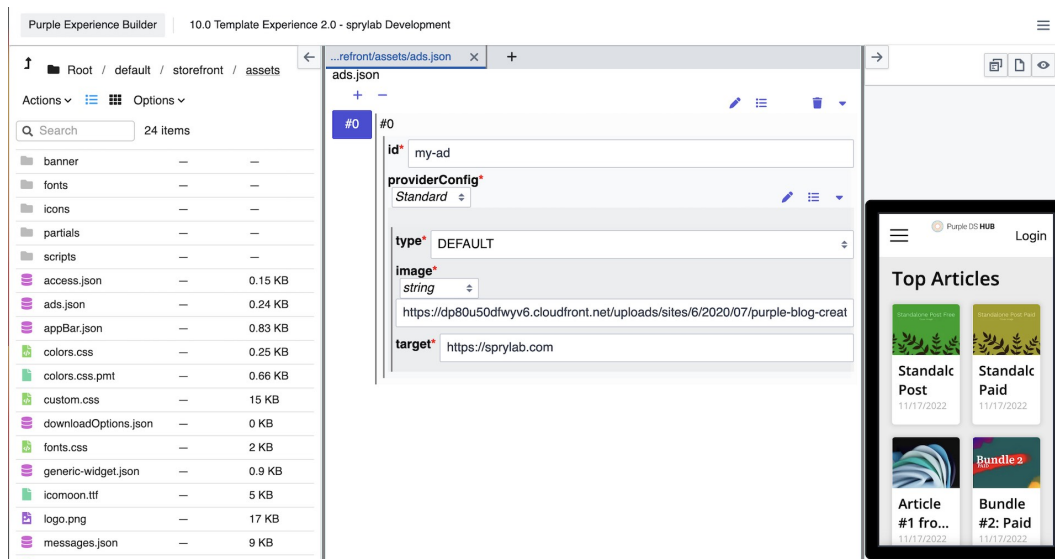 Purple Experience Builder
10.0 Template Experience 2.0 - sprylab Development
Root / default / storefront / assets
Actions
Options
Search
24 items
banner — —
fonts — —
icons — —
partials — —
scripts — —
access.json — 0.15 KB
ads.json — 0.24 KB
appBar.json — 0.83 KB
colors.css — 0.25 KB
colors.css.pmt — 0.66 KB
custom.css — 15 KB
downloadOptions.json — 0 KB
fonts.css — 2 KB
generic-widget.json — 0.9 KB
icomoon.ttf — 5 KB
logo.png — 17 KB
messages.json — 9 KB
...refront/assets/ads.json
ads.json
#0
#0
id* my-ad
providerConfig*
Standard
type* DEFAULT
image*
string
https://dp80u50dfwyv6.cloudfront.net/uploads/sites/6/2020/07/purple-blog-creat
target* https://sprylab.com
Purple DS HUB
Login
Top Articles
Standalone Post Free
Standalone Post Paid
Standalc
Post
11/17/2022
Standalc
Paid
11/17/2022
Bundle 2
PAID
Article
#1 fro...
11/17/2022
Bundle
#2: Paid
11/17/2022